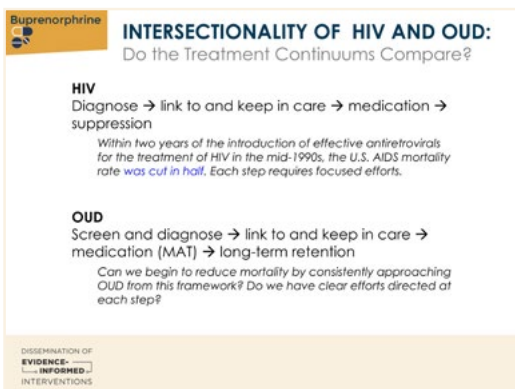 Buprenorphrine
INTERSECTIONALITY OF HIV AND OUD:
Do the Treatment Continuums Compare?
HIV
Diagnose → link to and keep in care → medication →
suppression
Within two years of the introduction of effective antiretrovirals
for the treatment of HIV in the mid-1990s, the U.S. AIDS mortality
rate was cut in half. Each step requires focused efforts.
OUD
Screen and diagnose → link to and keep in care →
medication (MAT) → long-term retention
Can we begin to reduce mortality by consistently approaching
OUD from this framework? Do we have clear efforts directed at
each step?
DISSEMINATION OF
EVIDENCE-
INFORMED
INTERVENTIONS